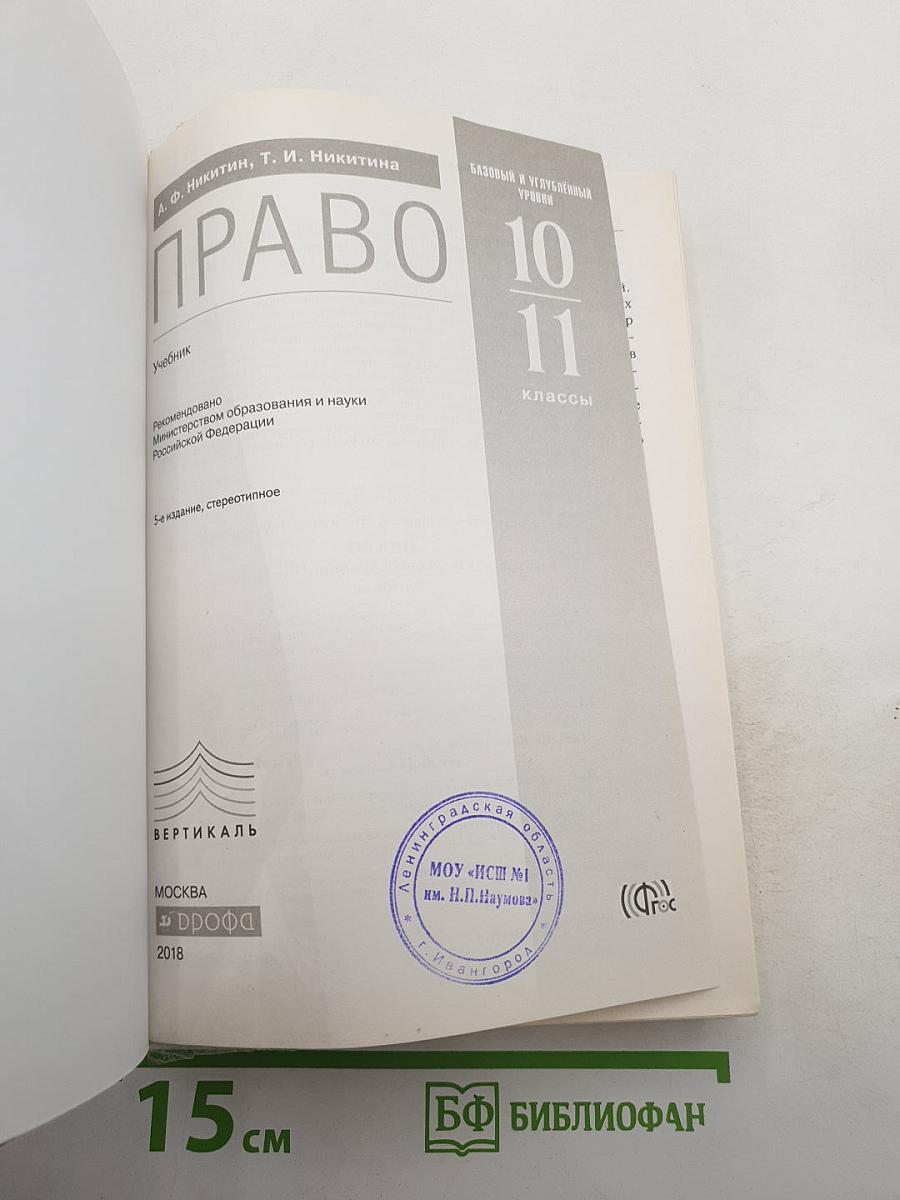 А. Ф. Никитин, Т. И. Никитина
ПРАВО
БАЗОВЫЙ И УГЛУБЛЁННЫЙ
УРОВНИ
10
11
классы
Учебник
Рекомендовано
Министерством образования и науки
Российской Федерации
5-е издание, стереотипное
ВЕРТИКАЛЬ
МОСКВА
дрофа
2018
* Ленинградская область *
г. Ивангород
МОУ «ИСШ №1
им. Н.П.Наумова»
ФГОС
15 см
БФ БИБЛИОФАН